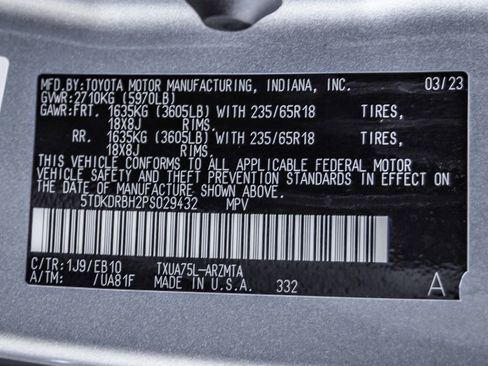 MFD.BY:TOYOTA MOTOR MANUFACTURING, INDIANA, INC. 03/23
GVWR:2710KG (5970LB)
GAWR:FRT. 1635KG (3605LB) WITH 235/65R18 TIRES,
18X8J RIMS.
RR. 1635KG (3605LB) WITH 235/65R18 TIRES,
18X8J RIMS.
THIS VEHICLE CONFORMS TO ALL APPLICABLE FEDERAL MOTOR
VEHICLE SAFETY AND THEFT PREVENTION STANDARDS IN EFFECT ON
THE DATE OF MANUFACTURE SHOWN ABOVE.
5TDKDRBH2PS029432 MPV
C/TR:1J9/EB10 TXUA75L-ARZMTA
A/TM: /UA81F MADE IN U.S.A. 332 A